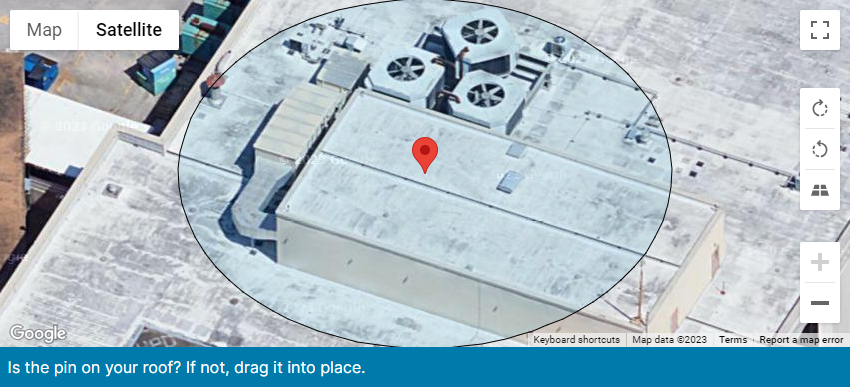 Map
Satellite
Google
Keyboard shortcuts
Map data ©2023
Terms
Report a map error
Is the pin on your roof? If not, drag it into place.